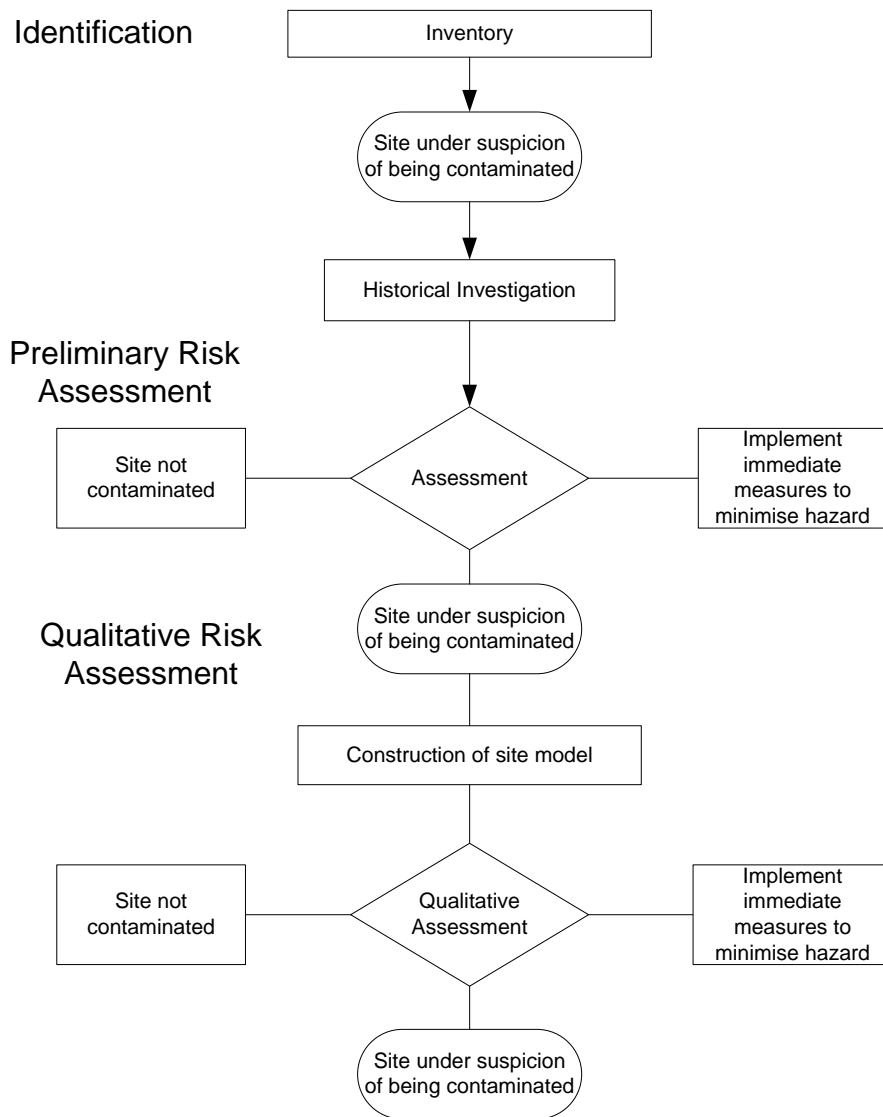 Identification
Inventory
Site under suspicion
of being contaminated
Historical Investigation
Preliminary Risk
Assessment
Site not
contaminated
Assessment
Implement
immediate
measures to
minimise hazard
Site under suspicion
of being contaminated
Qualitative Risk
Assessment
Construction of site model
Site not
contaminated
Qualitative
Assessment
Implement
immediate
measures to
minimise hazard
Site under suspicion
of being contaminated